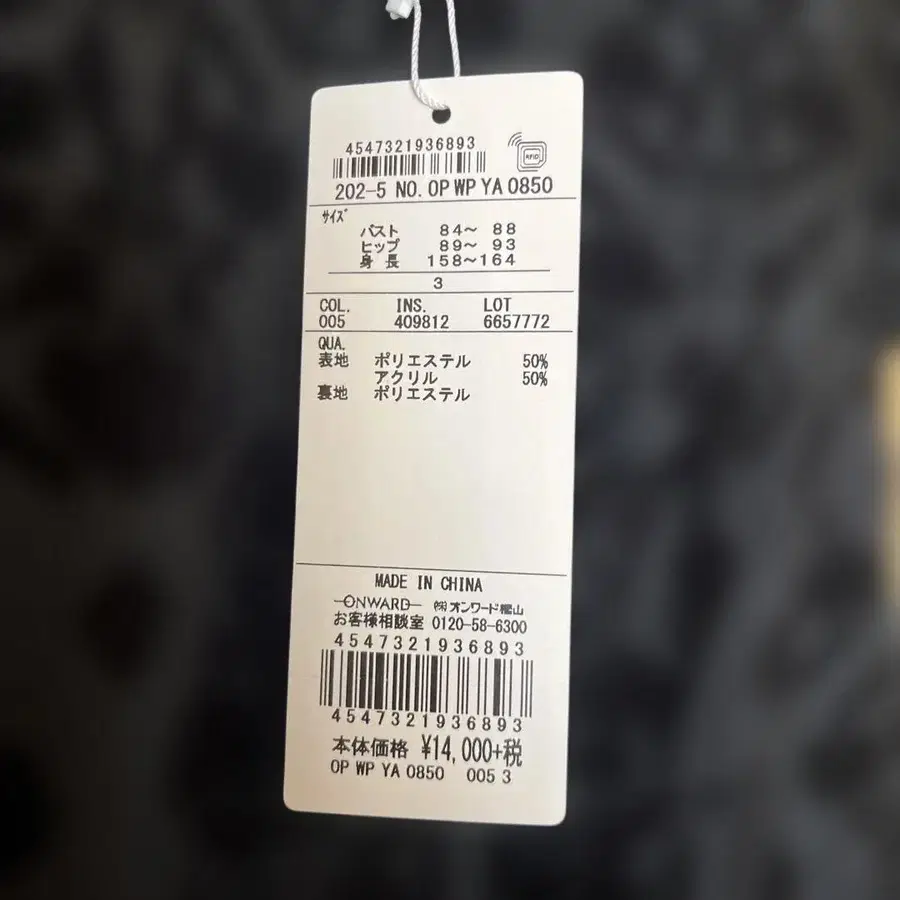 4547321936893
RFID
202-5 NO. OP WP YA 0850
サイズ
バスト 84〜 88
ヒップ 89〜 93
身 長 158〜164
3
COL. INS. LOT
005 409812 6657772
QUA.
表地 ポリエステル 50%
アクリル 50%
裏地 ポリエステル
MADE IN CHINA
ONWARD ㈱オンワード樫山
お客様相談室 0120-58-6300
4547321936893
4547321936893
本体価格 ¥14,000+税
OP WP YA 0850 005 3